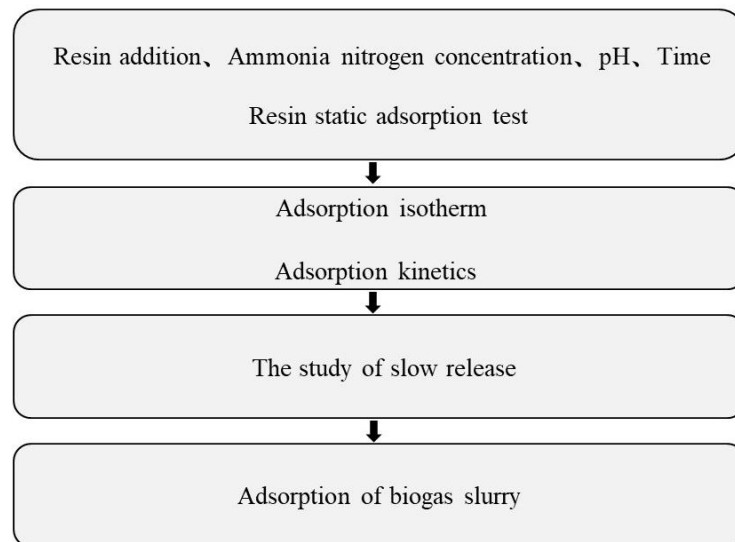 Resin addition、Ammonia nitrogen concentration、pH、Time
Resin static adsorption test
Adsorption isotherm
Adsorption kinetics
The study of slow release
Adsorption of biogas slurry